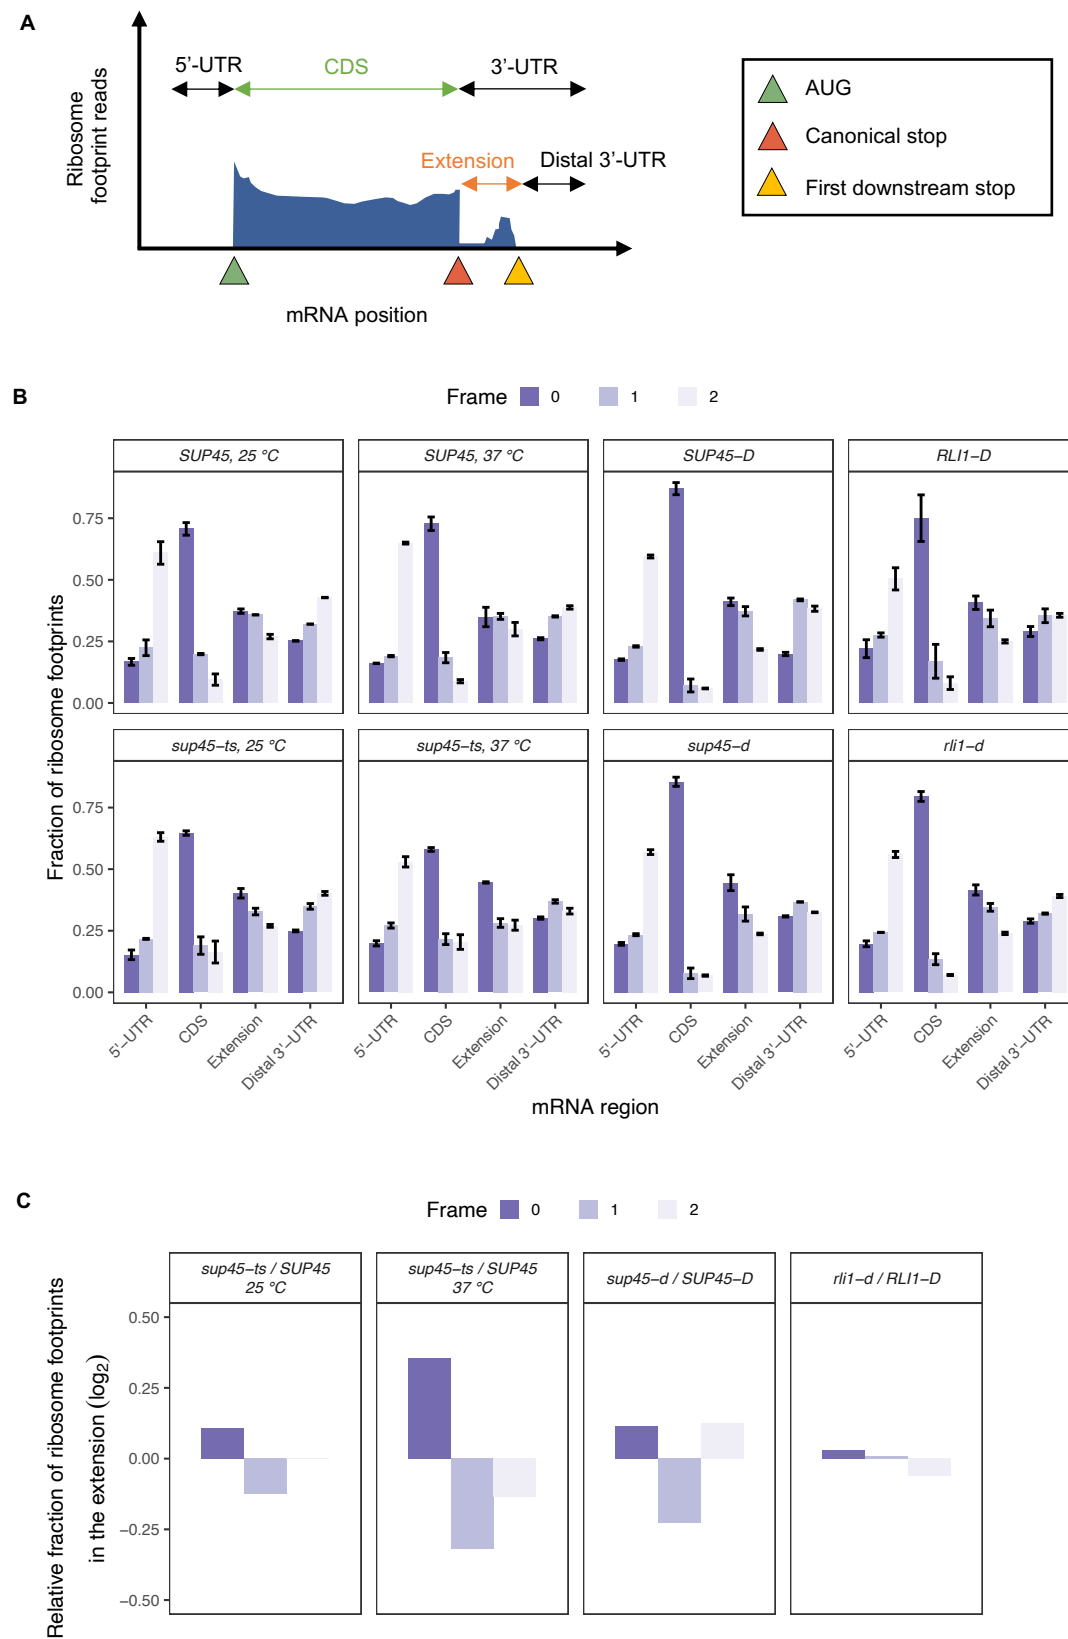 A
Ribosome
footprint reads
5’-UTR
CDS
3’-UTR
Extension
Distal 3’-UTR
mRNA position
AUG
Canonical stop
First downstream stop
B
Frame 0 1 2
SUP45, 25 °C
SUP45, 37 °C
SUP45−D
RLI1−D
0.75
0.50
0.25
0.00
sup45−ts, 25 °C
sup45−ts, 37 °C
sup45−d
rli1−d
0.75
0.50
0.25
0.00
Fraction of ribosome footprints
5'−UTR CDS Extension Distal 3'−UTR
5'−UTR CDS Extension Distal 3'−UTR
5'−UTR CDS Extension Distal 3'−UTR
5'−UTR CDS Extension Distal 3'−UTR
mRNA region
C
Frame 0 1 2
sup45−ts / SUP45
25 °C
sup45−ts / SUP45
37 °C
sup45−d / SUP45−D
rli1−d / RLI1−D
0.50
0.25
0.00
−0.25
−0.50
Relative fraction of ribosome footprints
in the extension (log₂)